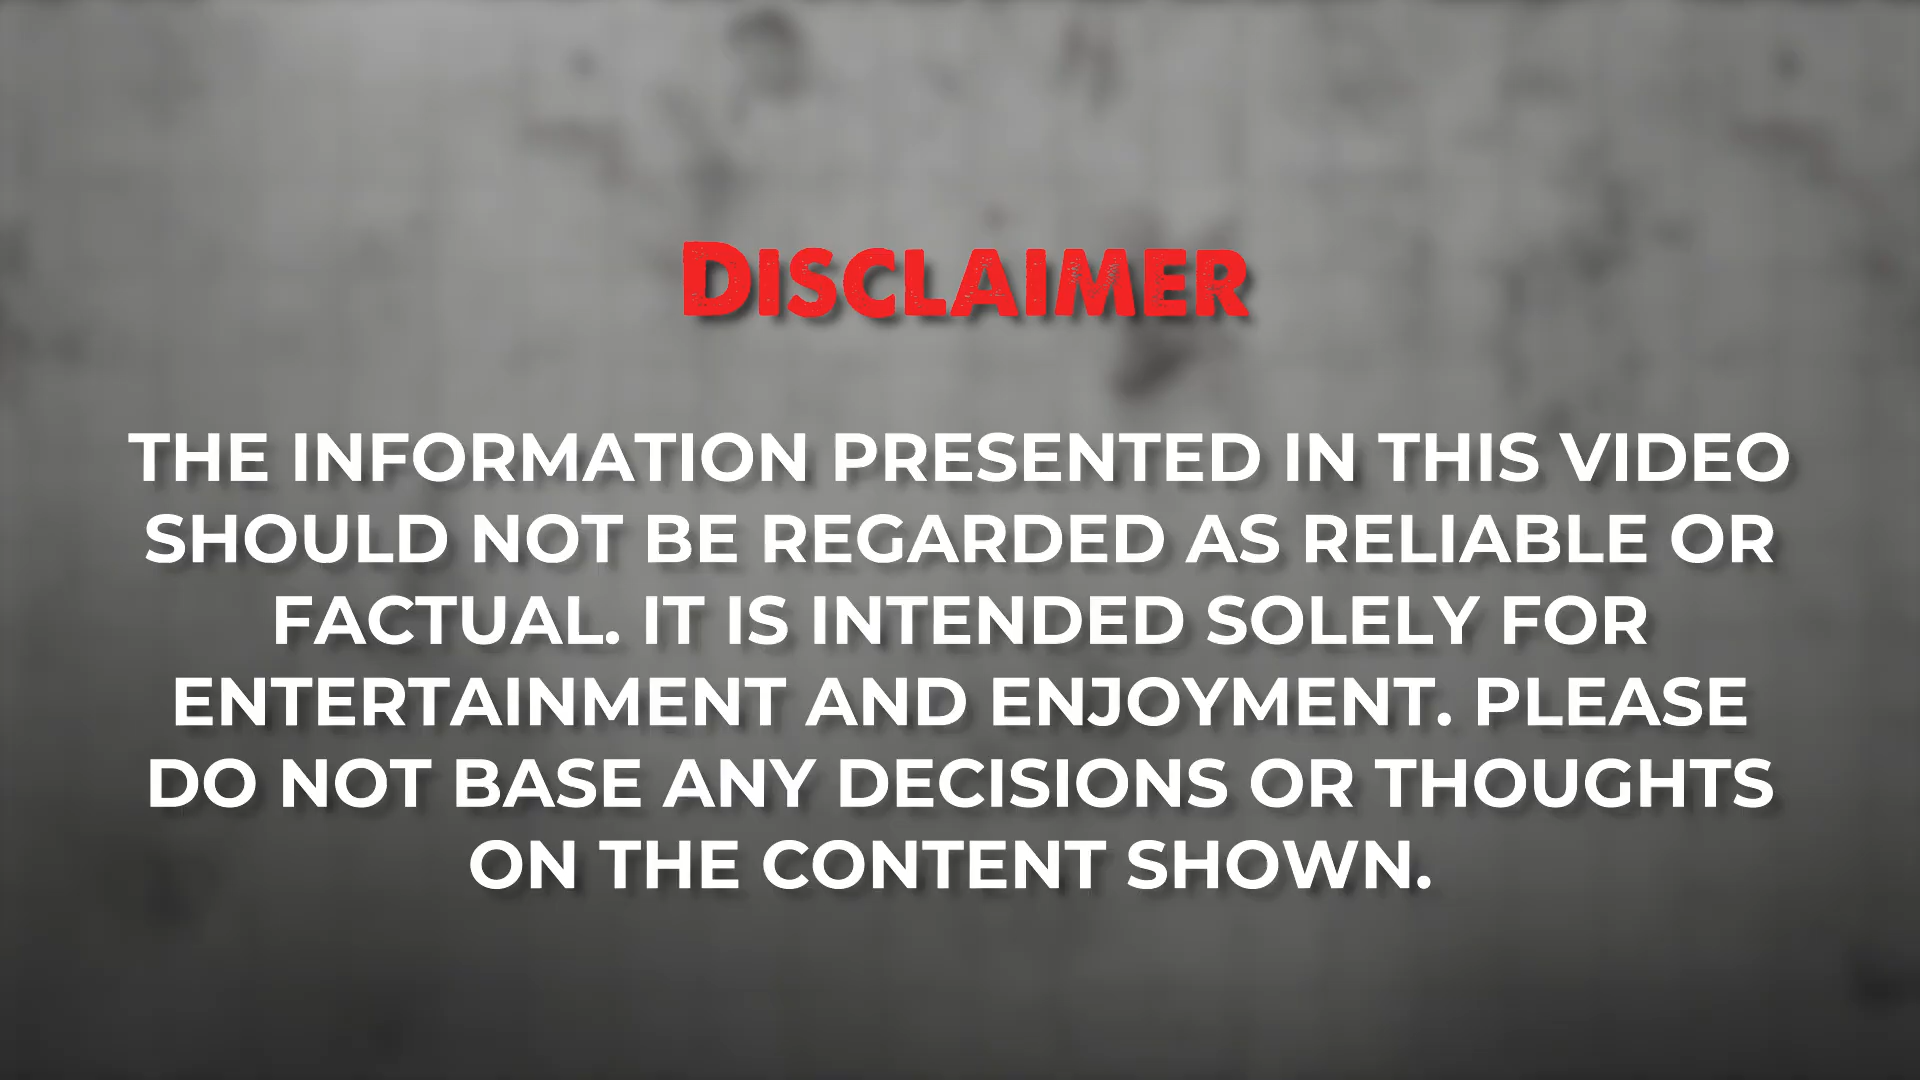 DISCLAIMER
THE INFORMATION PRESENTED IN THIS VIDEO
SHOULD NOT BE REGARDED AS RELIABLE OR
FACTUAL. IT IS INTENDED SOLELY FOR
ENTERTAINMENT AND ENJOYMENT. PLEASE
DO NOT BASE ANY DECISIONS OR THOUGHTS
ON THE CONTENT SHOWN.